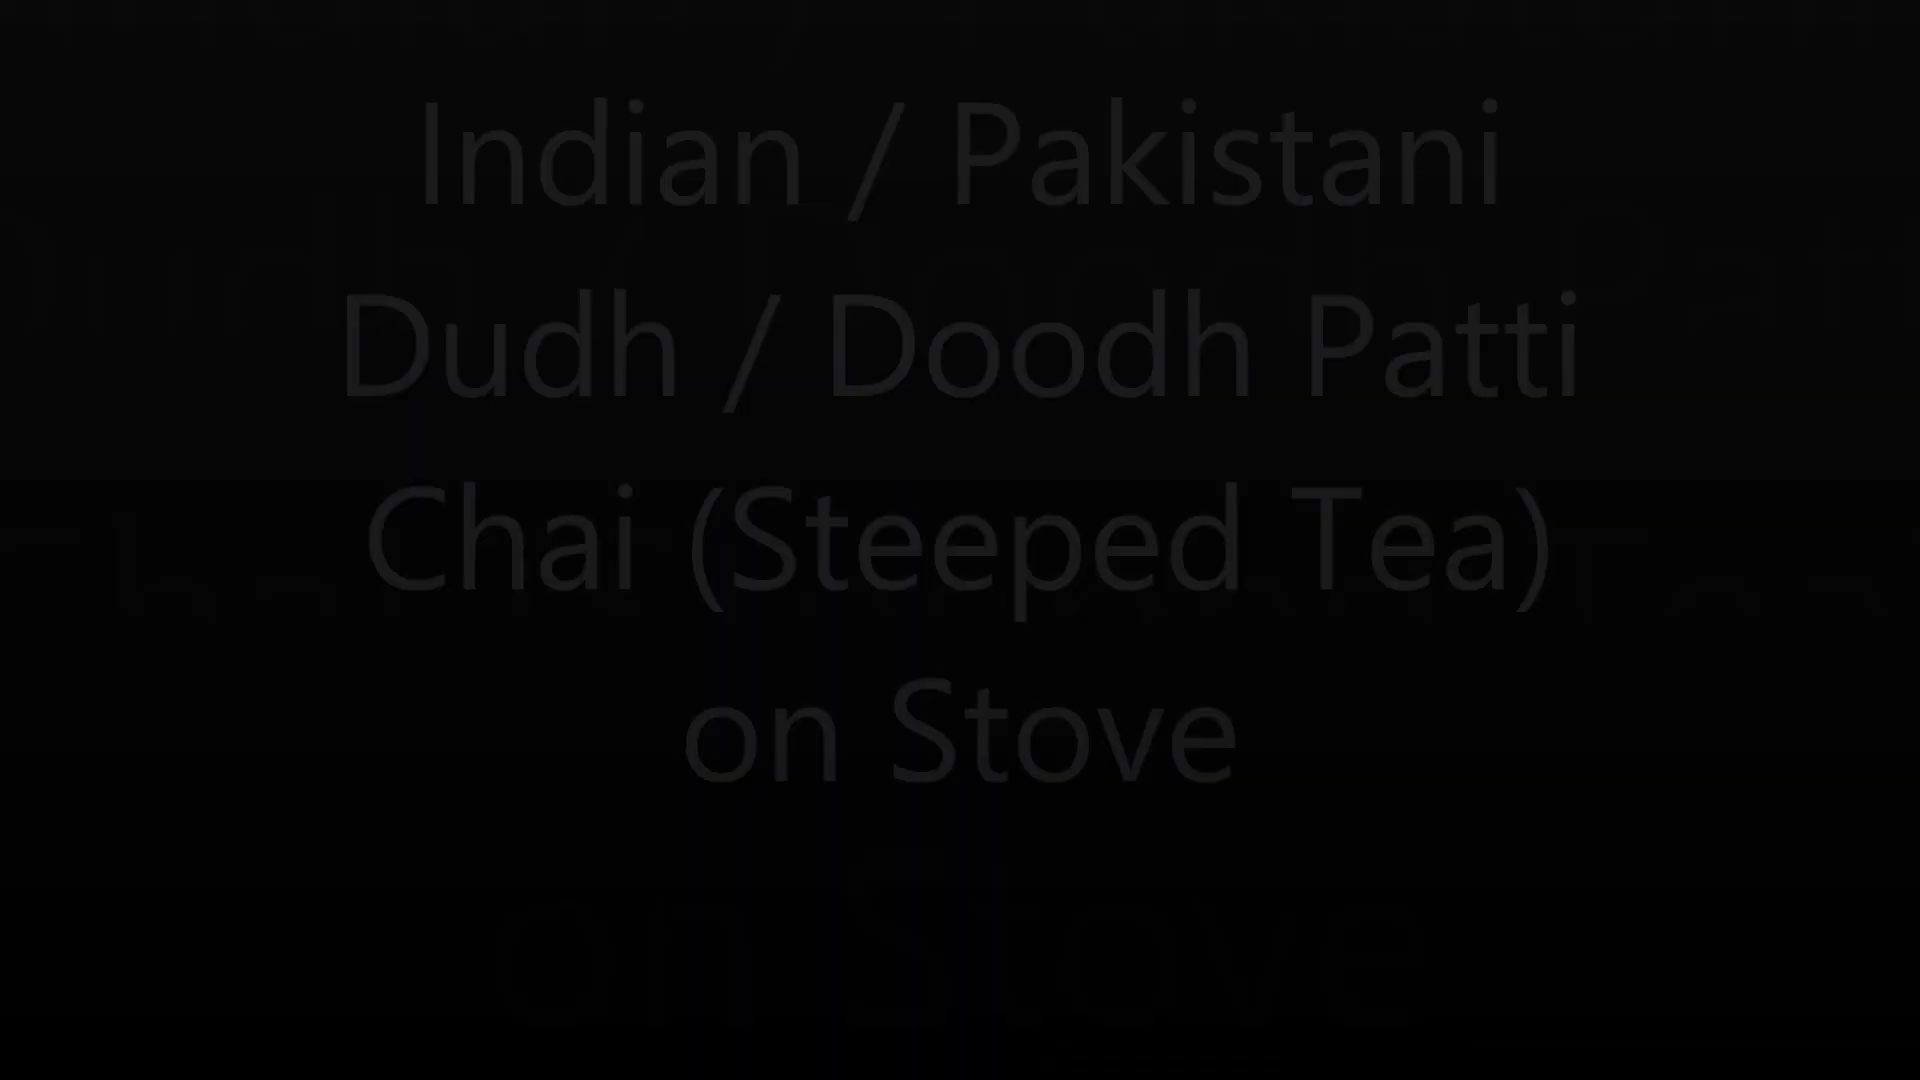 Indian / Pakistani
Dudh / Doodh Patti
Chai (Steeped Tea)
on Stove